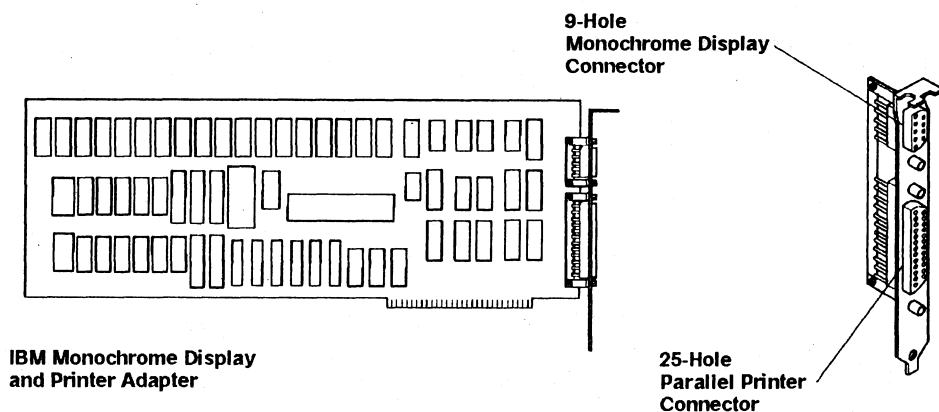 9-Hole
Monochrome Display
Connector
IBM Monochrome Display
and Printer Adapter
25-Hole
Parallel Printer
Connector